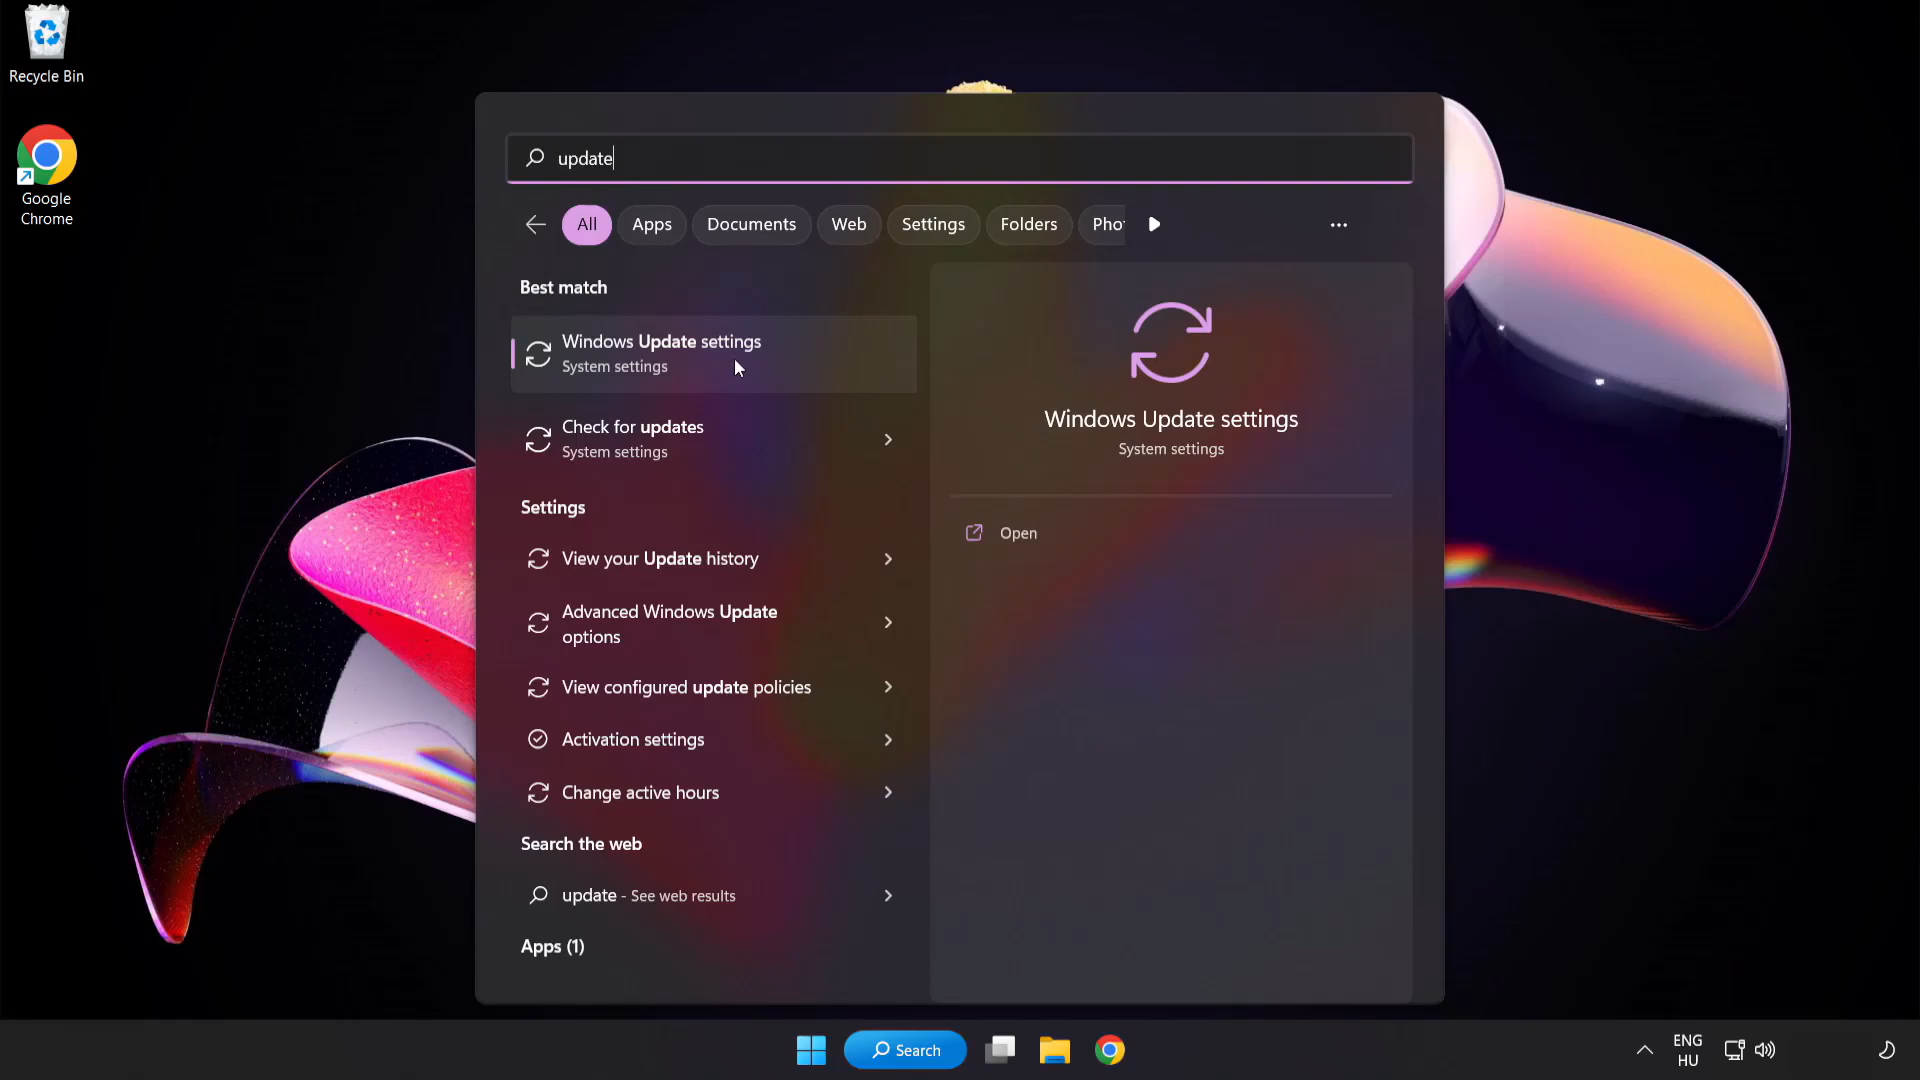 Recycle Bin
Google
Chrome
update
All
Apps
Documents
Web
Settings
Folders
Pho
Best match
Windows Update settings
System settings
Check for updates
System settings
Settings
View your Update history
Advanced Windows Update
options
View configured update policies
Activation settings
Change active hours
Search the web
update - See web results
Apps (1)
Windows Update settings
System settings
Open
Search
ENG
HU